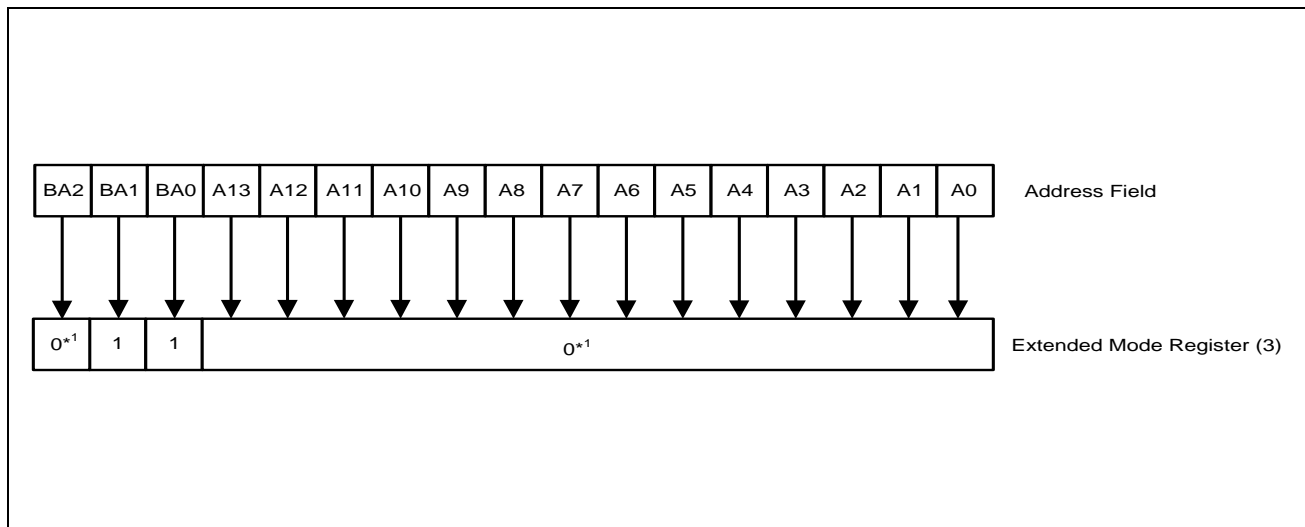 BA2 BA1 BA0 A13 A12 A11 A10 A9 A8 A7 A6 A5 A4 A3 A2 A1 A0 Address Field
0*1 1 1 0*1 Extended Mode Register (3)